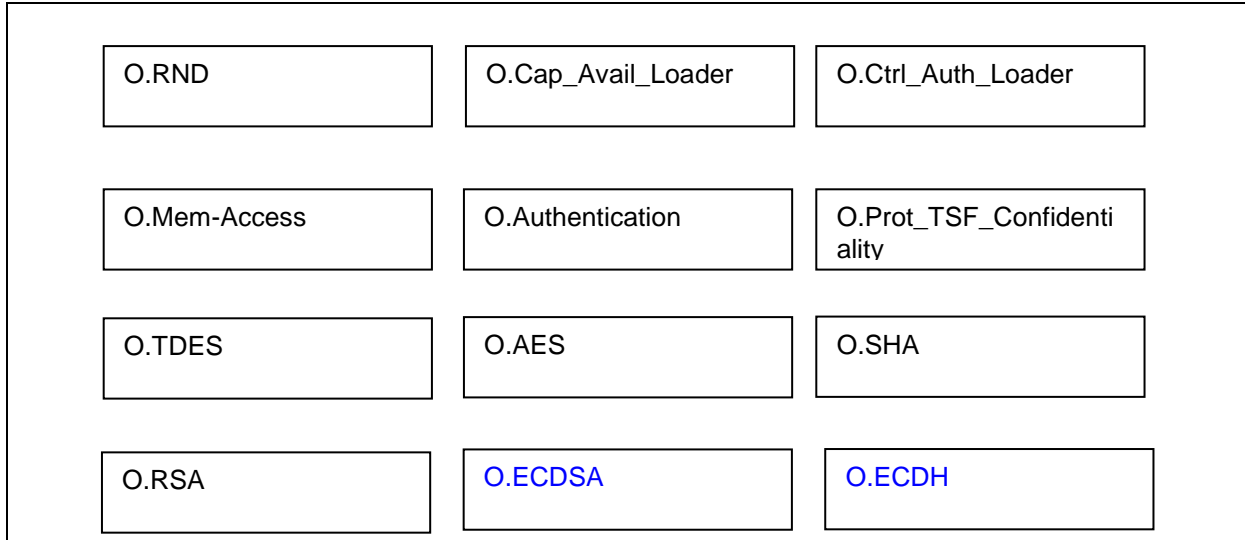 O.RND
O.Cap_Avail_Loader
O.Ctrl_Auth_Loader
O.Mem-Access
O.Authentication
O.Prot_TSF_Confidenti
ality
O.TDES
O.AES
O.SHA
O.RSA
O.ECDSA
O.ECDH